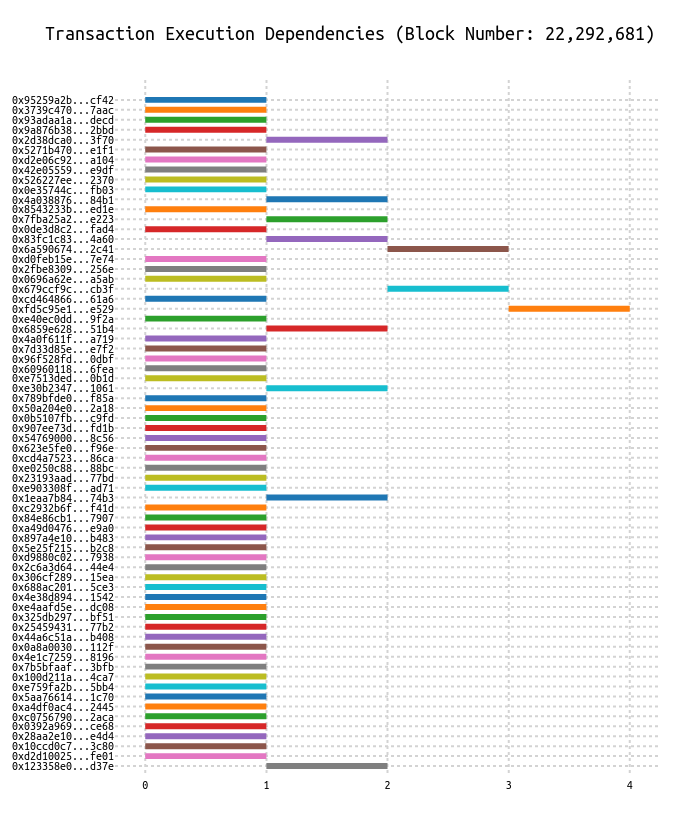 Transaction Execution Dependencies (Block Number: 22,292,681)
0x95259a2b...cf42
0x3739c470...7aac
0x93adaa1a...decd
0x9a876b38...2bbd
0x2d38dca0...3f70
0x5271b470...e1f1
0xd2e06c92...a104
0x42e05559...e9df
0x526227ee...2370
0x0e35744c...fb03
0x4a038876...84b1
0x8543233b...ed1e
0x7fba25a2...e223
0x0de3d8c2...fad4
0x83fc1c83...4a60
0x6a590674...2c41
0xd0feb15e...7e74
0x2fbe8309...256e
0x0696a62e...a5ab
0x679ccf9c...cb3f
0xcd464866...61a6
0xfd5c95e1...e529
0xe40ec0dd...9f2a
0x6859e628...51b4
0x4a0f611f...a719
0x7d33d85e...e7f2
0x96f528fd...0dbf
0x60960118...6fea
0xe7513ded...0b1d
0xe30b2347...1061
0x789bfde0...f85a
0x50a204e0...2a18
0x0b5107fb...c9fd
0x907ee73d...fd1b
0x54769000...8c56
0x623e5fe0...f96e
0xcd4a7523...86ca
0xe0250c88...88bc
0x23193aad...77bd
0xe903308f...ad71
0x1eaa7b84...74b3
0xc2932b6f...f41d
0x84e86cb1...7907
0xa49d0476...e9a0
0x897a4e10...b483
0x5e25f215...b2c8
0xd9880c02...7938
0x2c6a3d64...44e4
0x306cf289...15ea
0x688ac201...5ce3
0x4e38d894...1542
0xe4aafd5e...dc08
0x325db297...bf51
0x25459431...77b2
0x44a6c51a...b408
0x0a8a0030...112f
0x4e1c7259...8196
0x7b5bfaaf...3bfb
0x100d211a...4ca7
0xe759fa2b...5bb4
0x5aa76614...1c70
0xa4df0ac4...2445
0xc0756790...2aca
0x0392a969...ce68
0x28aa2e10...e4d4
0x10ccd0c7...3c80
0xd2d10025...fe01
0x123358e0...d37e
0 1 2 3 4